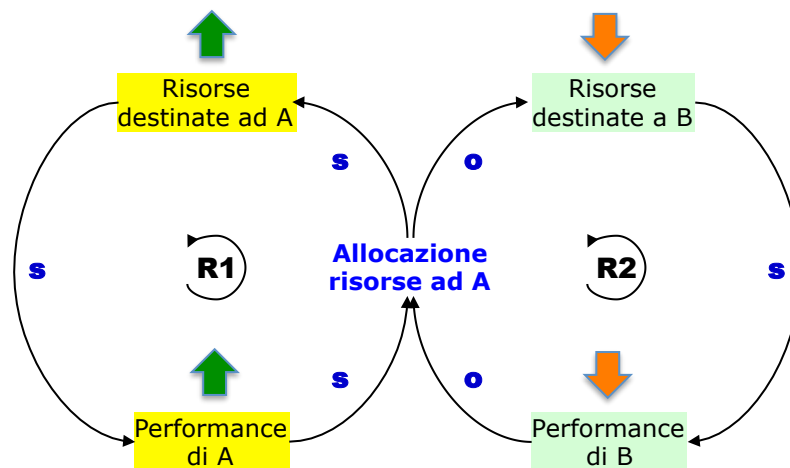 Risorse
destinate ad A
Risorse
destinate a B
s
o
s
R1
Allocazione
risorse ad A
R2
s
s
o
Performance
di A
Performance
di B